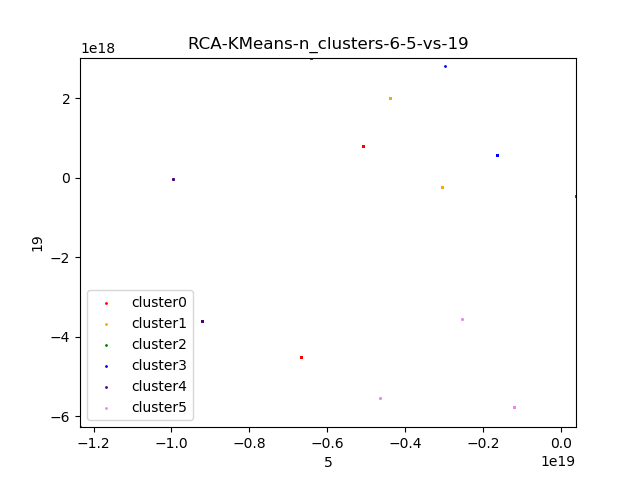 RCA-KMeans-n_clusters-6-5-vs-19
1e18
2
0
−2
−4
−6
19
cluster0
cluster1
cluster2
cluster3
cluster4
cluster5
−1.2 −1.0 −0.8 −0.6 −0.4 −0.2 0.0
5
1e19